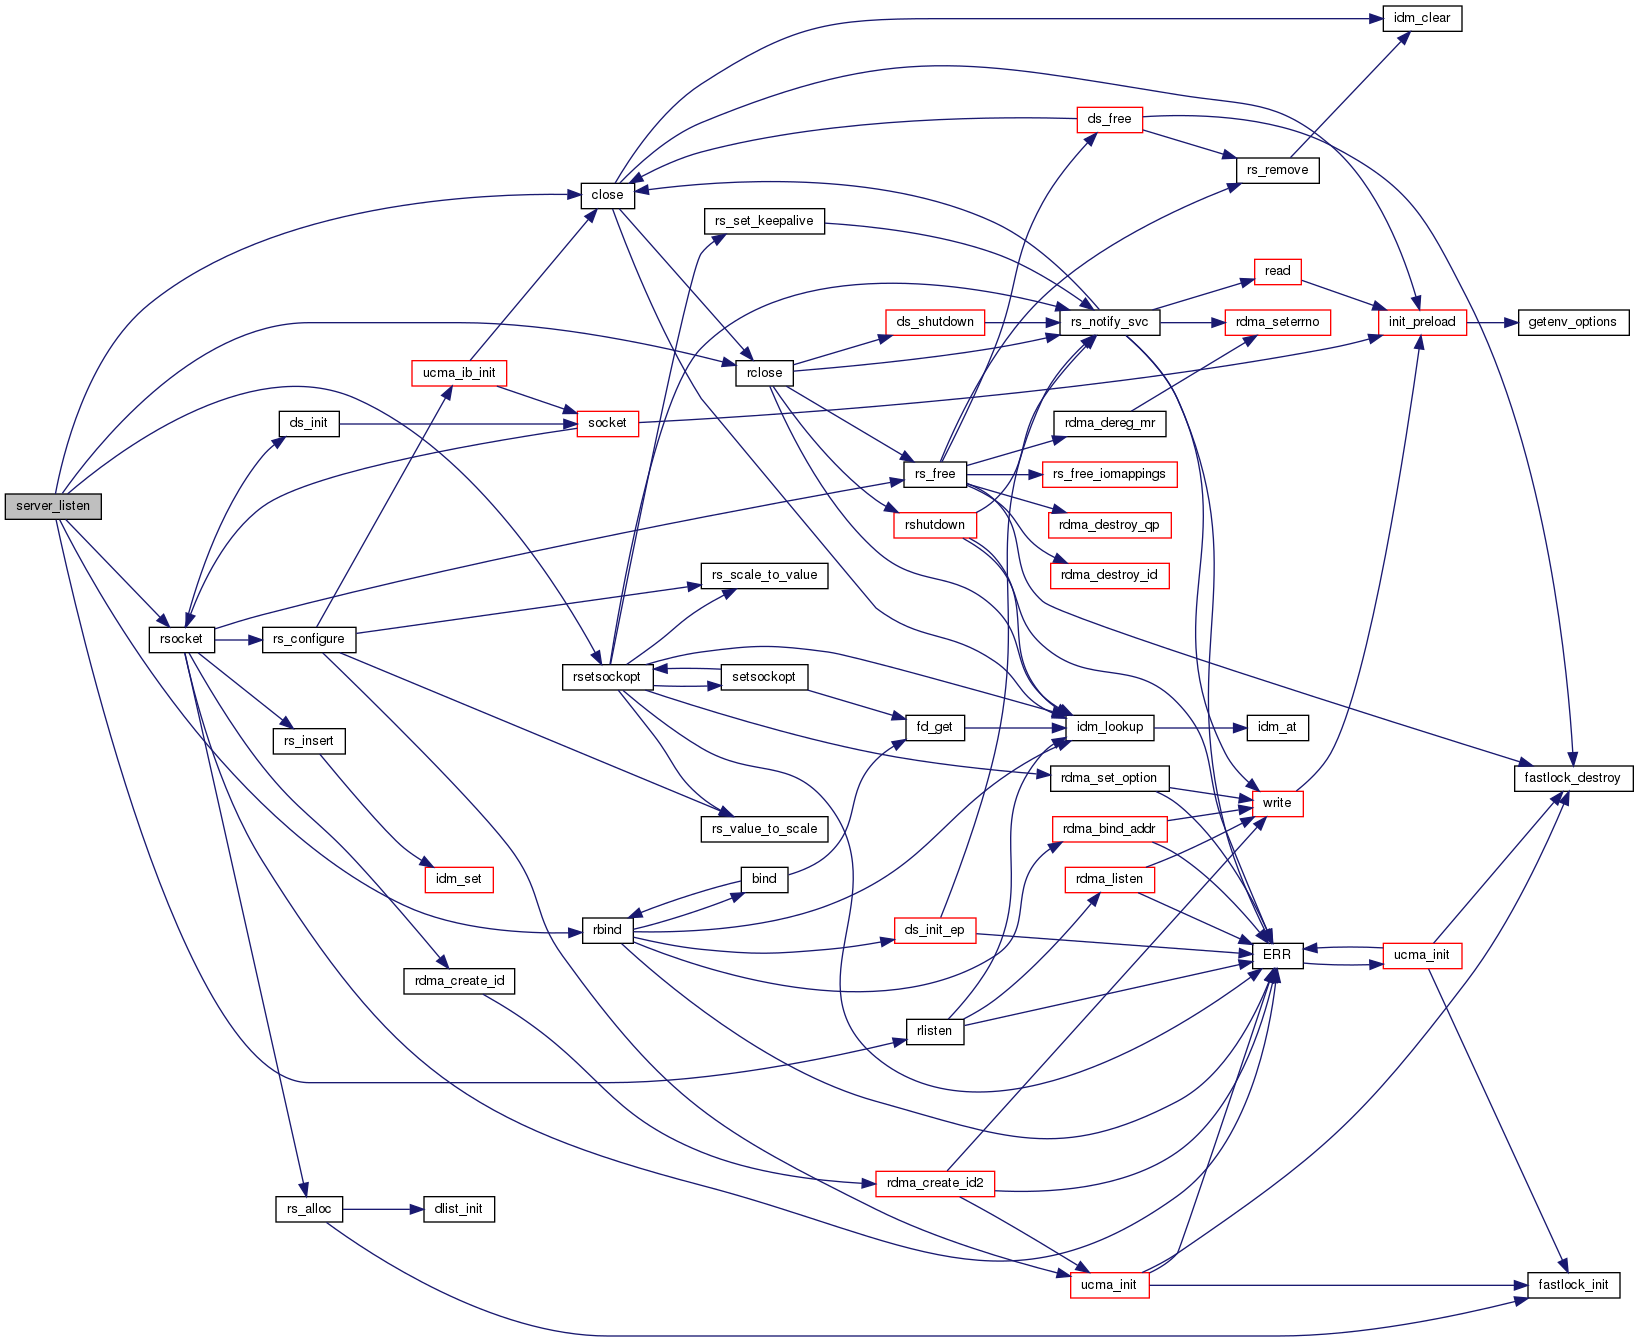 idm_clear
ds_free
rs_remove
close
rs_set_keepalive
read
ds_shutdown
rs_notify_svc
rdma_seterrno
init_preload
getenv_options
ucma_ib_init
rclose
ds_init
socket
rdma_dereg_mr
rs_free
rs_free_iomappings
server_listen
rshutdown
rdma_destroy_qp
rs_scale_to_value
rdma_destroy_id
rsocket
rs_configure
rsetsockopt
setsockopt
rs_insert
fd_get
idm_lookup
idm_at
rdma_set_option
fastlock_destroy
write
rs_value_to_scale
rdma_bind_addr
idm_set
bind
rdma_listen
rbind
ds_init_ep
ERR
ucma_init
rdma_create_id
rlisten
rdma_create_id2
rs_alloc
dlist_init
ucma_init
fastlock_init